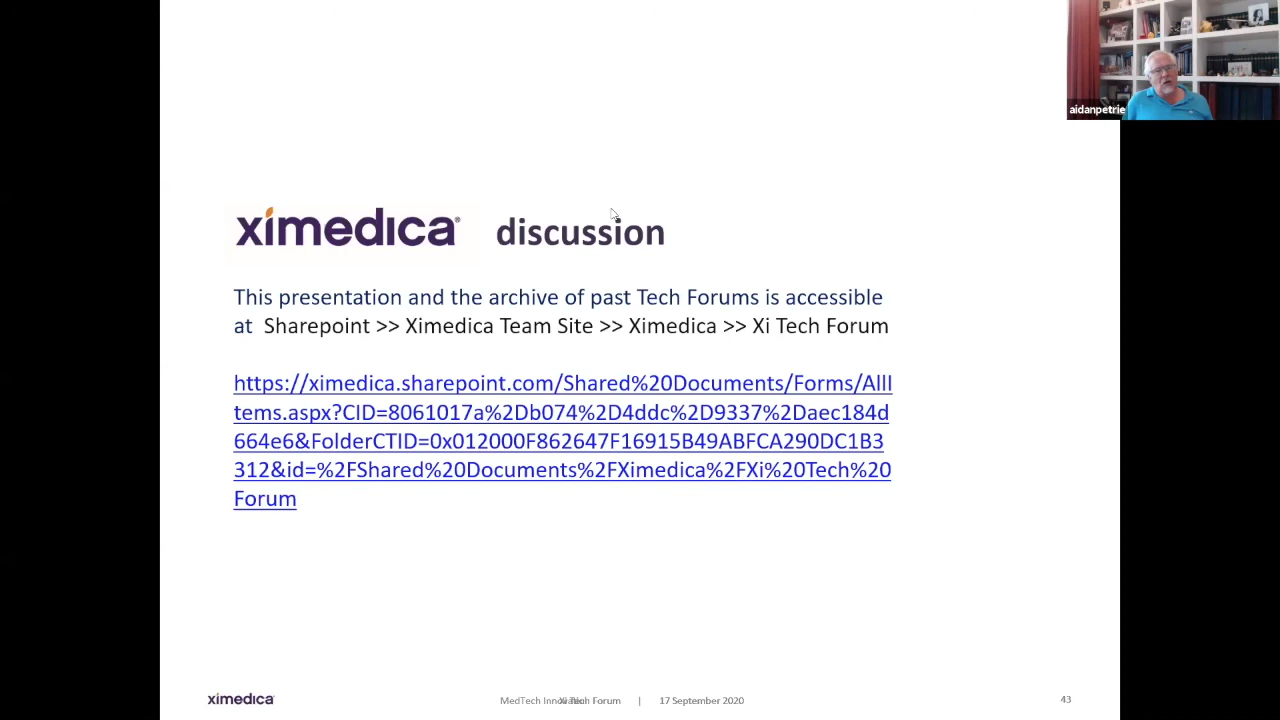 aidanpetrie
ximedica® discussion
This presentation and the archive of past Tech Forums is accessible
at Sharepoint >> Ximedica Team Site >> Ximedica >> Xi Tech Forum
https://ximedica.sharepoint.com/Shared%20Documents/Forms/AllI
tems.aspx?CID=8061017a%2Db074%2D4ddc%2D9337%2Daec184d
664e6&FolderCTID=0x012000F862647F16915B49ABFCA290DC1B3
312&id=%2FShared%20Documents%2FXimedica%2FXi%20Tech%20
Forum
ximedica MedTech Forum | 17 September 2020 43